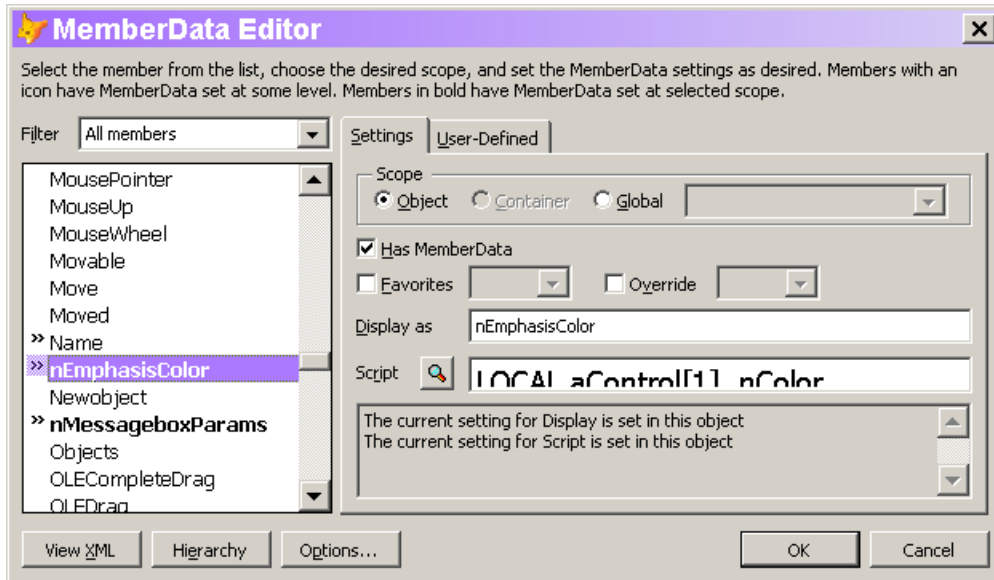 MemberData Editor
Select the member from the list, choose the desired scope, and set the MemberData settings as desired. Members with an
icon have MemberData set at some level. Members in bold have MemberData set at selected scope.
Filter All members
MousePointer
MouseUp
MouseWheel
Movable
Move
Moved
» Name
» nEmphasisColor
Newobject
» nMessageboxParams
Objects
OLECompleteDrag
OLEDrag
Settings User-Defined
Scope
Object Container Global
Has MemberData
Favorites Override
Display as nEmphasisColor
Script LOCAL aControl[1], nColor
The current setting for Display is set in this object
The current setting for Script is set in this object
View XML Hierarchy Options... OK Cancel